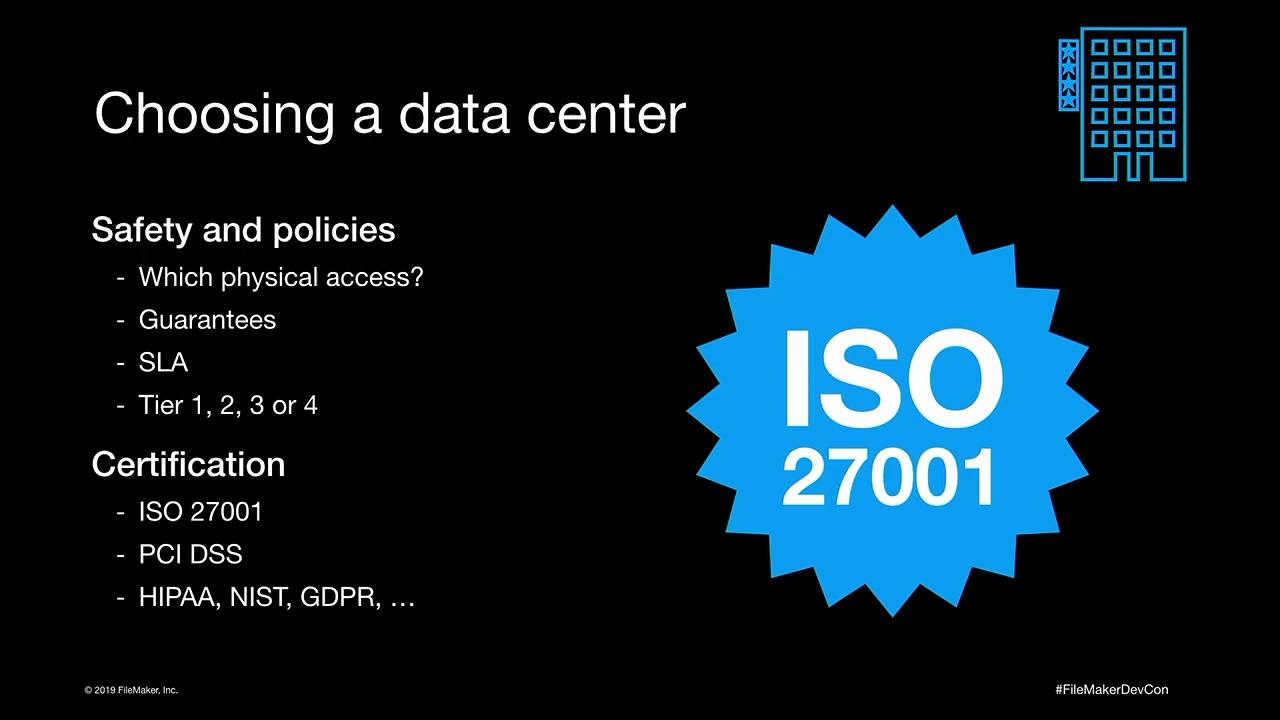 Choosing a data center
Safety and policies
- Which physical access?
- Guarantees
- SLA
- Tier 1, 2, 3 or 4
Certification
- ISO 27001
- PCI DSS
- HIPAA, NIST, GDPR, …
ISO
27001
© 2019 FileMaker, Inc.
#FileMakerDevCon